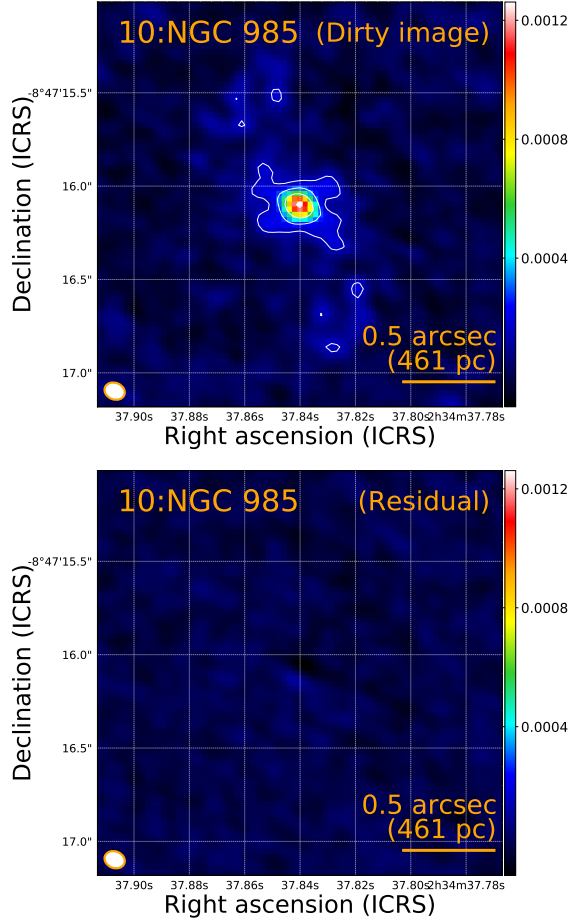 10:NGC 985 (Dirty image)
0.0012
-8°47'15.5"
0.0008
16.0"
0.0004
16.5"
0.5 arcsec
(461 pc)
17.0"
Declination (ICRS)
37.90s 37.88s 37.86s 37.84s 37.82s 37.80s 2h34m37.78s
Right ascension (ICRS)
10:NGC 985 (Residual)
0.0012
-8°47'15.5"
0.0008
16.0"
0.0004
16.5"
0.5 arcsec
(461 pc)
17.0"
Declination (ICRS)
37.90s 37.88s 37.86s 37.84s 37.82s 37.80s 2h34m37.78s
Right ascension (ICRS)